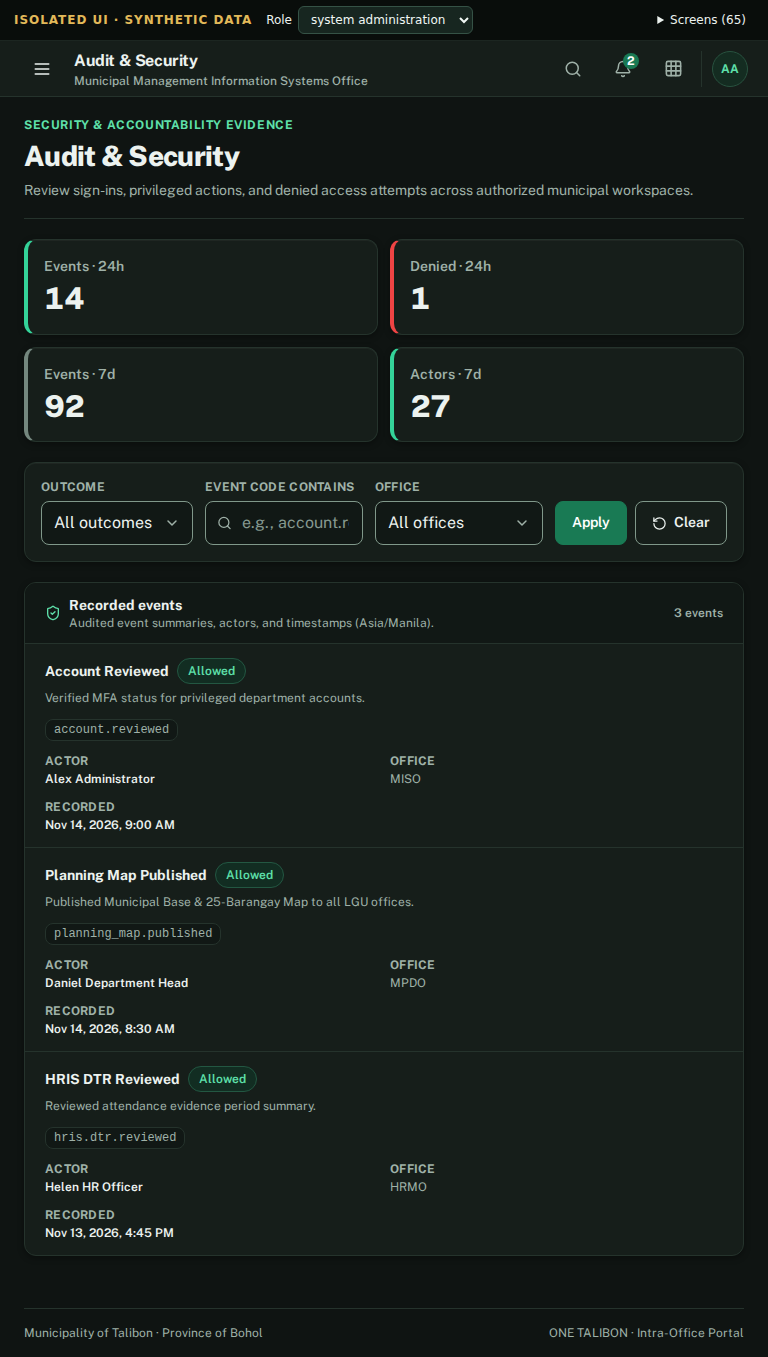 ISOLATED UI · SYNTHETIC DATA Role system administration Screens (65)
Audit & Security
Municipal Management Information Systems Office
2
AA
SECURITY & ACCOUNTABILITY EVIDENCE
Audit & Security
Review sign-ins, privileged actions, and denied access attempts across authorized municipal workspaces.
Events · 24h
14
Denied · 24h
1
Events · 7d
92
Actors · 7d
27
OUTCOME EVENT CODE CONTAINS OFFICE
All outcomes e.g., account.r All offices Apply Clear
Recorded events
Audited event summaries, actors, and timestamps (Asia/Manila).
3 events
Account Reviewed Allowed
Verified MFA status for privileged department accounts.
account.reviewed
ACTOR OFFICE
Alex Administrator MISO
RECORDED
Nov 14, 2026, 9:00 AM
Planning Map Published Allowed
Published Municipal Base & 25-Barangay Map to all LGU offices.
planning_map.published
ACTOR OFFICE
Daniel Department Head MPDO
RECORDED
Nov 14, 2026, 8:30 AM
HRIS DTR Reviewed Allowed
Reviewed attendance evidence period summary.
hris.dtr.reviewed
ACTOR OFFICE
Helen HR Officer HRMO
RECORDED
Nov 13, 2026, 4:45 PM
Municipality of Talibon · Province of Bohol ONE TALIBON · Intra-Office Portal